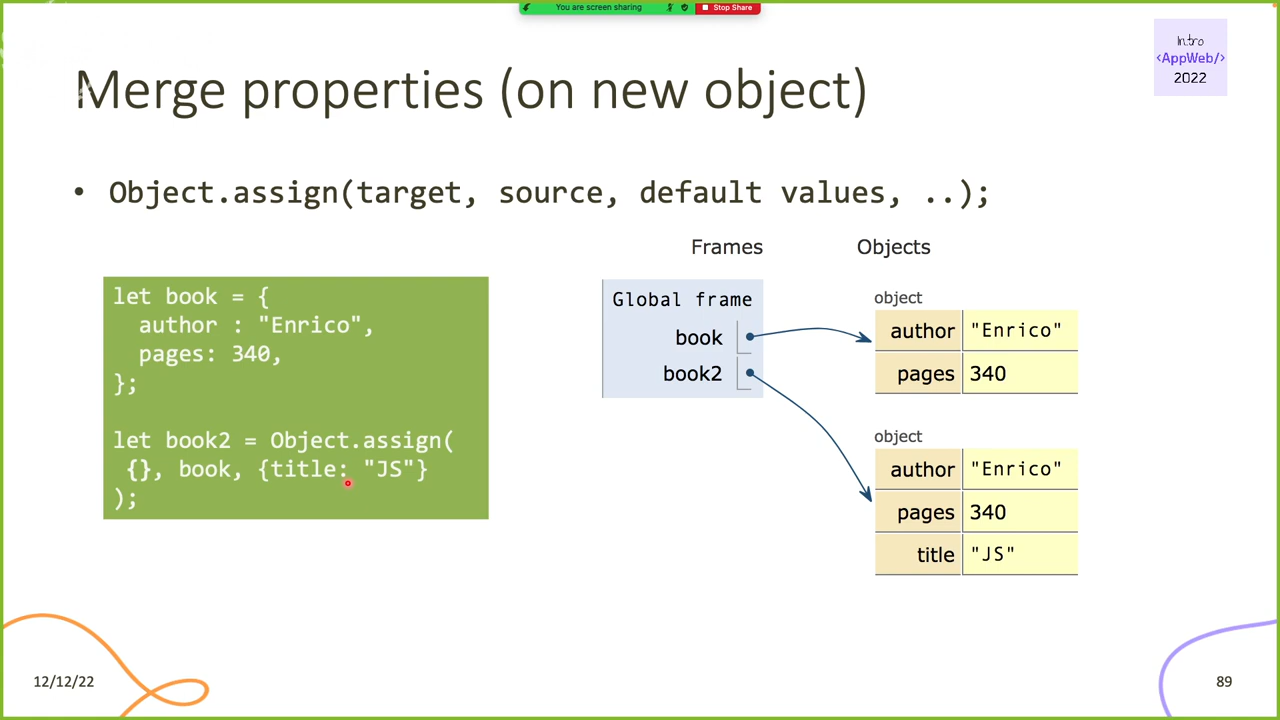 You are screen sharing
Stop Share
Intro
<AppWeb/>
2022
Merge properties (on new object)
• Object.assign(target, source, default values, ..);
let book = {
author : "Enrico",
pages: 340,
};
let book2 = Object.assign(
{}, book, {title: "JS"}
);
Frames
Objects
Global frame
book
book2
object
author "Enrico"
pages 340
object
author "Enrico"
pages 340
title "JS"
12/12/22
89